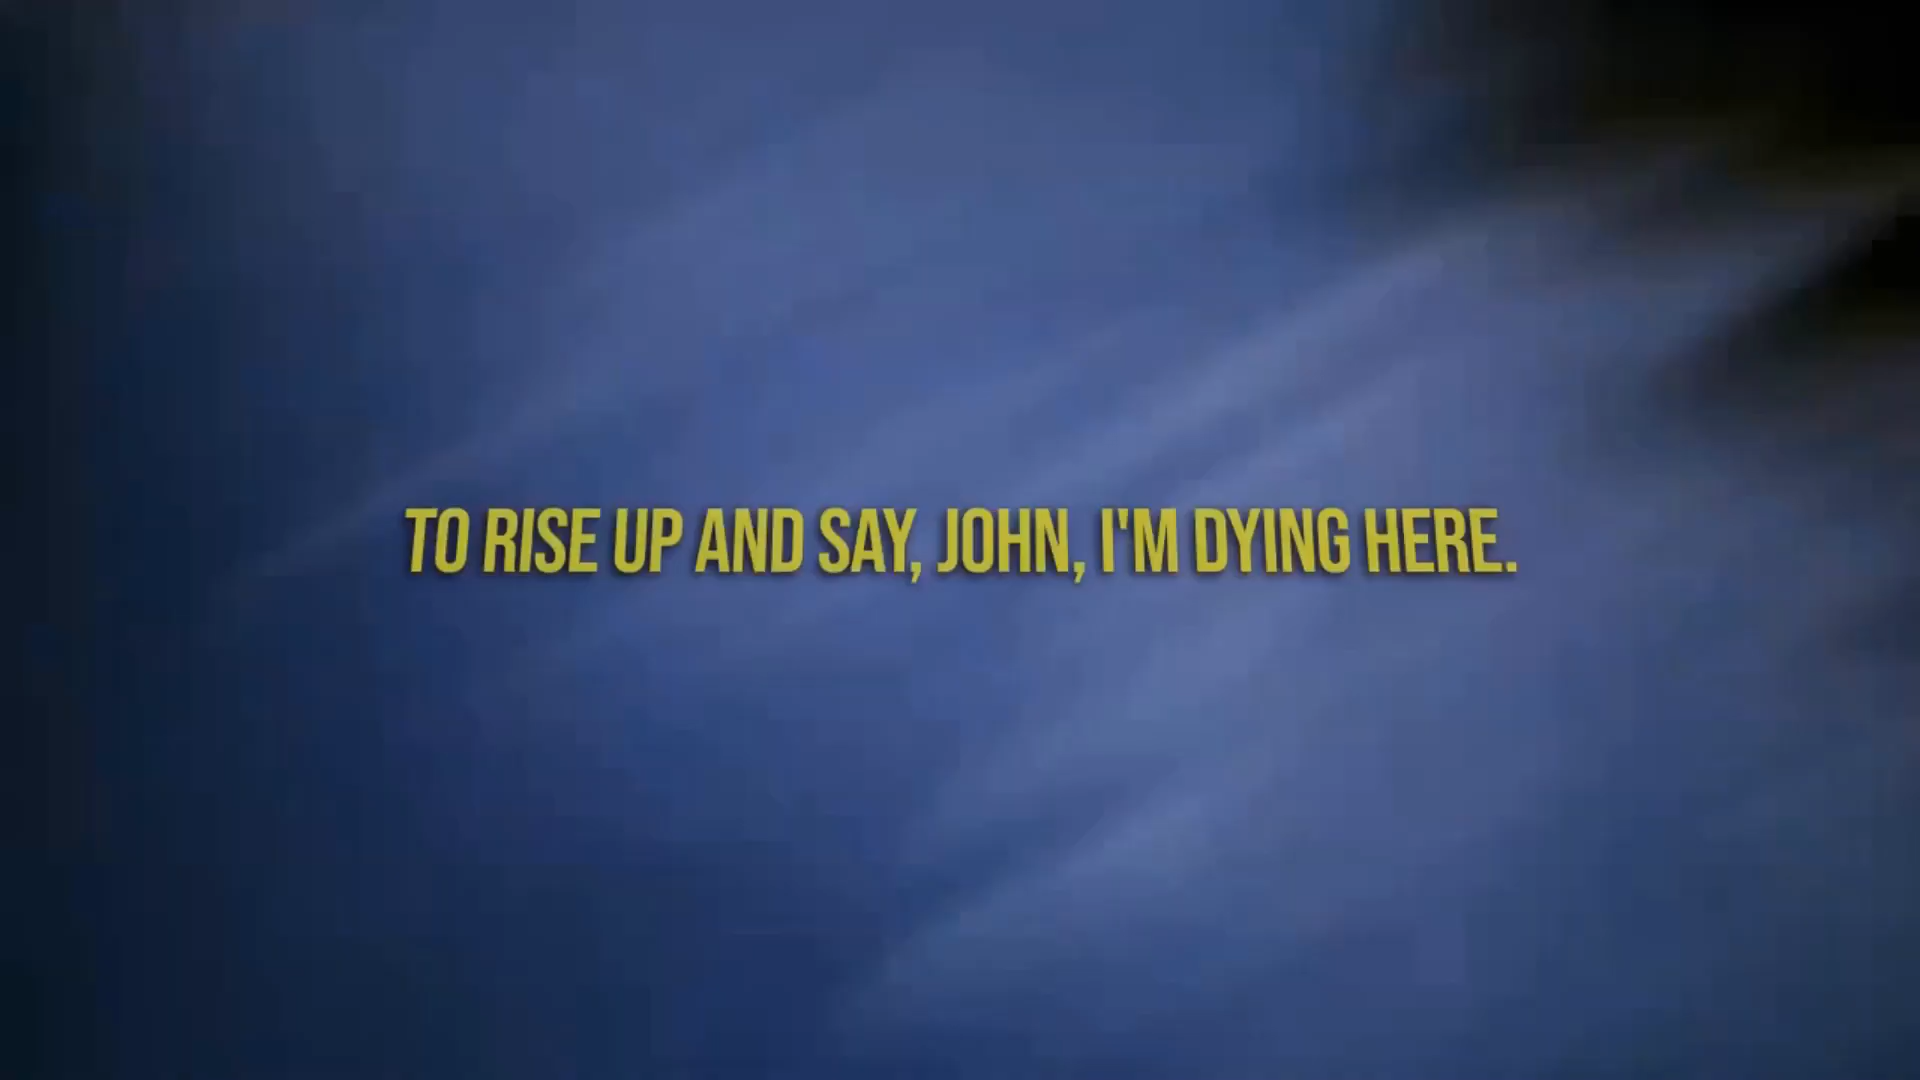 TO RISE UP AND SAY, JOHN, I'M DYING HERE.